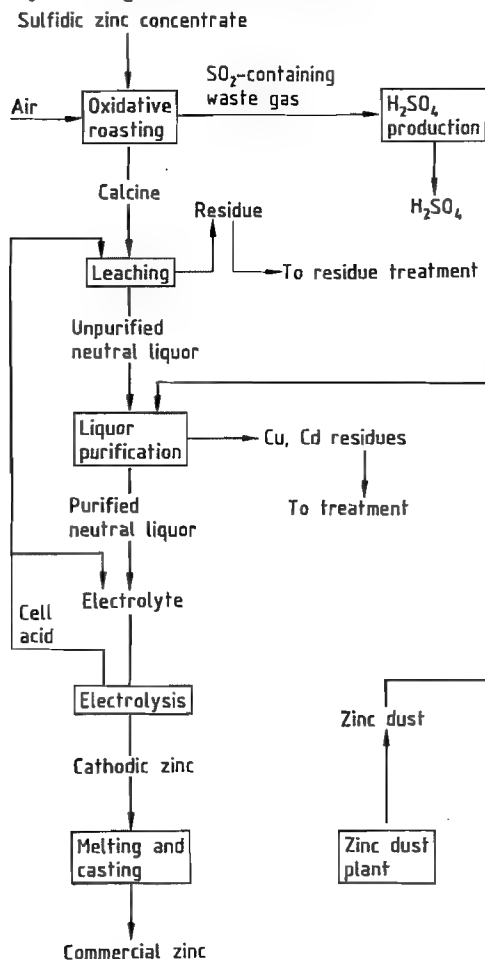 Sulfidic zinc concentrate
SO₂-containing
waste gas
Air
Oxidative
roasting
H₂SO₄
production
Calcine
H₂SO₄
Residue
Leaching
To residue treatment
Unpurified
neutral liquor
Liquor
purification
Cu, Cd residues
Purified
neutral liquor
To treatment
Electrolyte
Cell
acid
Electrolysis
Zinc dust
Cathodic zinc
Melting and
casting
Zinc dust
plant
Commercial zinc